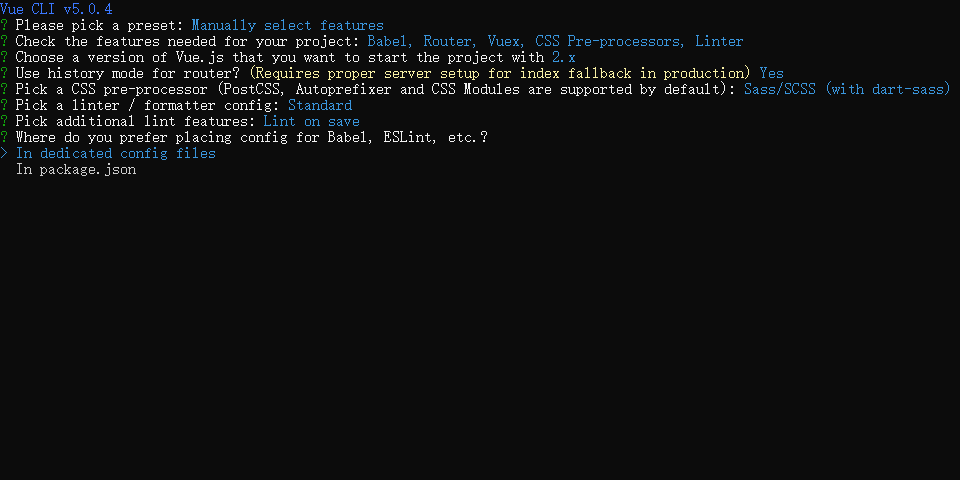 Vue CLI v5.0.4
? Please pick a preset: Manually select features
? Check the features needed for your project: Babel, Router, Vuex, CSS Pre-processors, Linter
? Choose a version of Vue.js that you want to start the project with 2.x
? Use history mode for router? (Requires proper server setup for index fallback in production) Yes
? Pick a CSS pre-processor (PostCSS, Autoprefixer and CSS Modules are supported by default): Sass/SCSS (with dart-sass)
? Pick a linter / formatter config: Standard
? Pick additional lint features: Lint on save
? Where do you prefer placing config for Babel, ESLint, etc.?
> In dedicated config files
In package.json